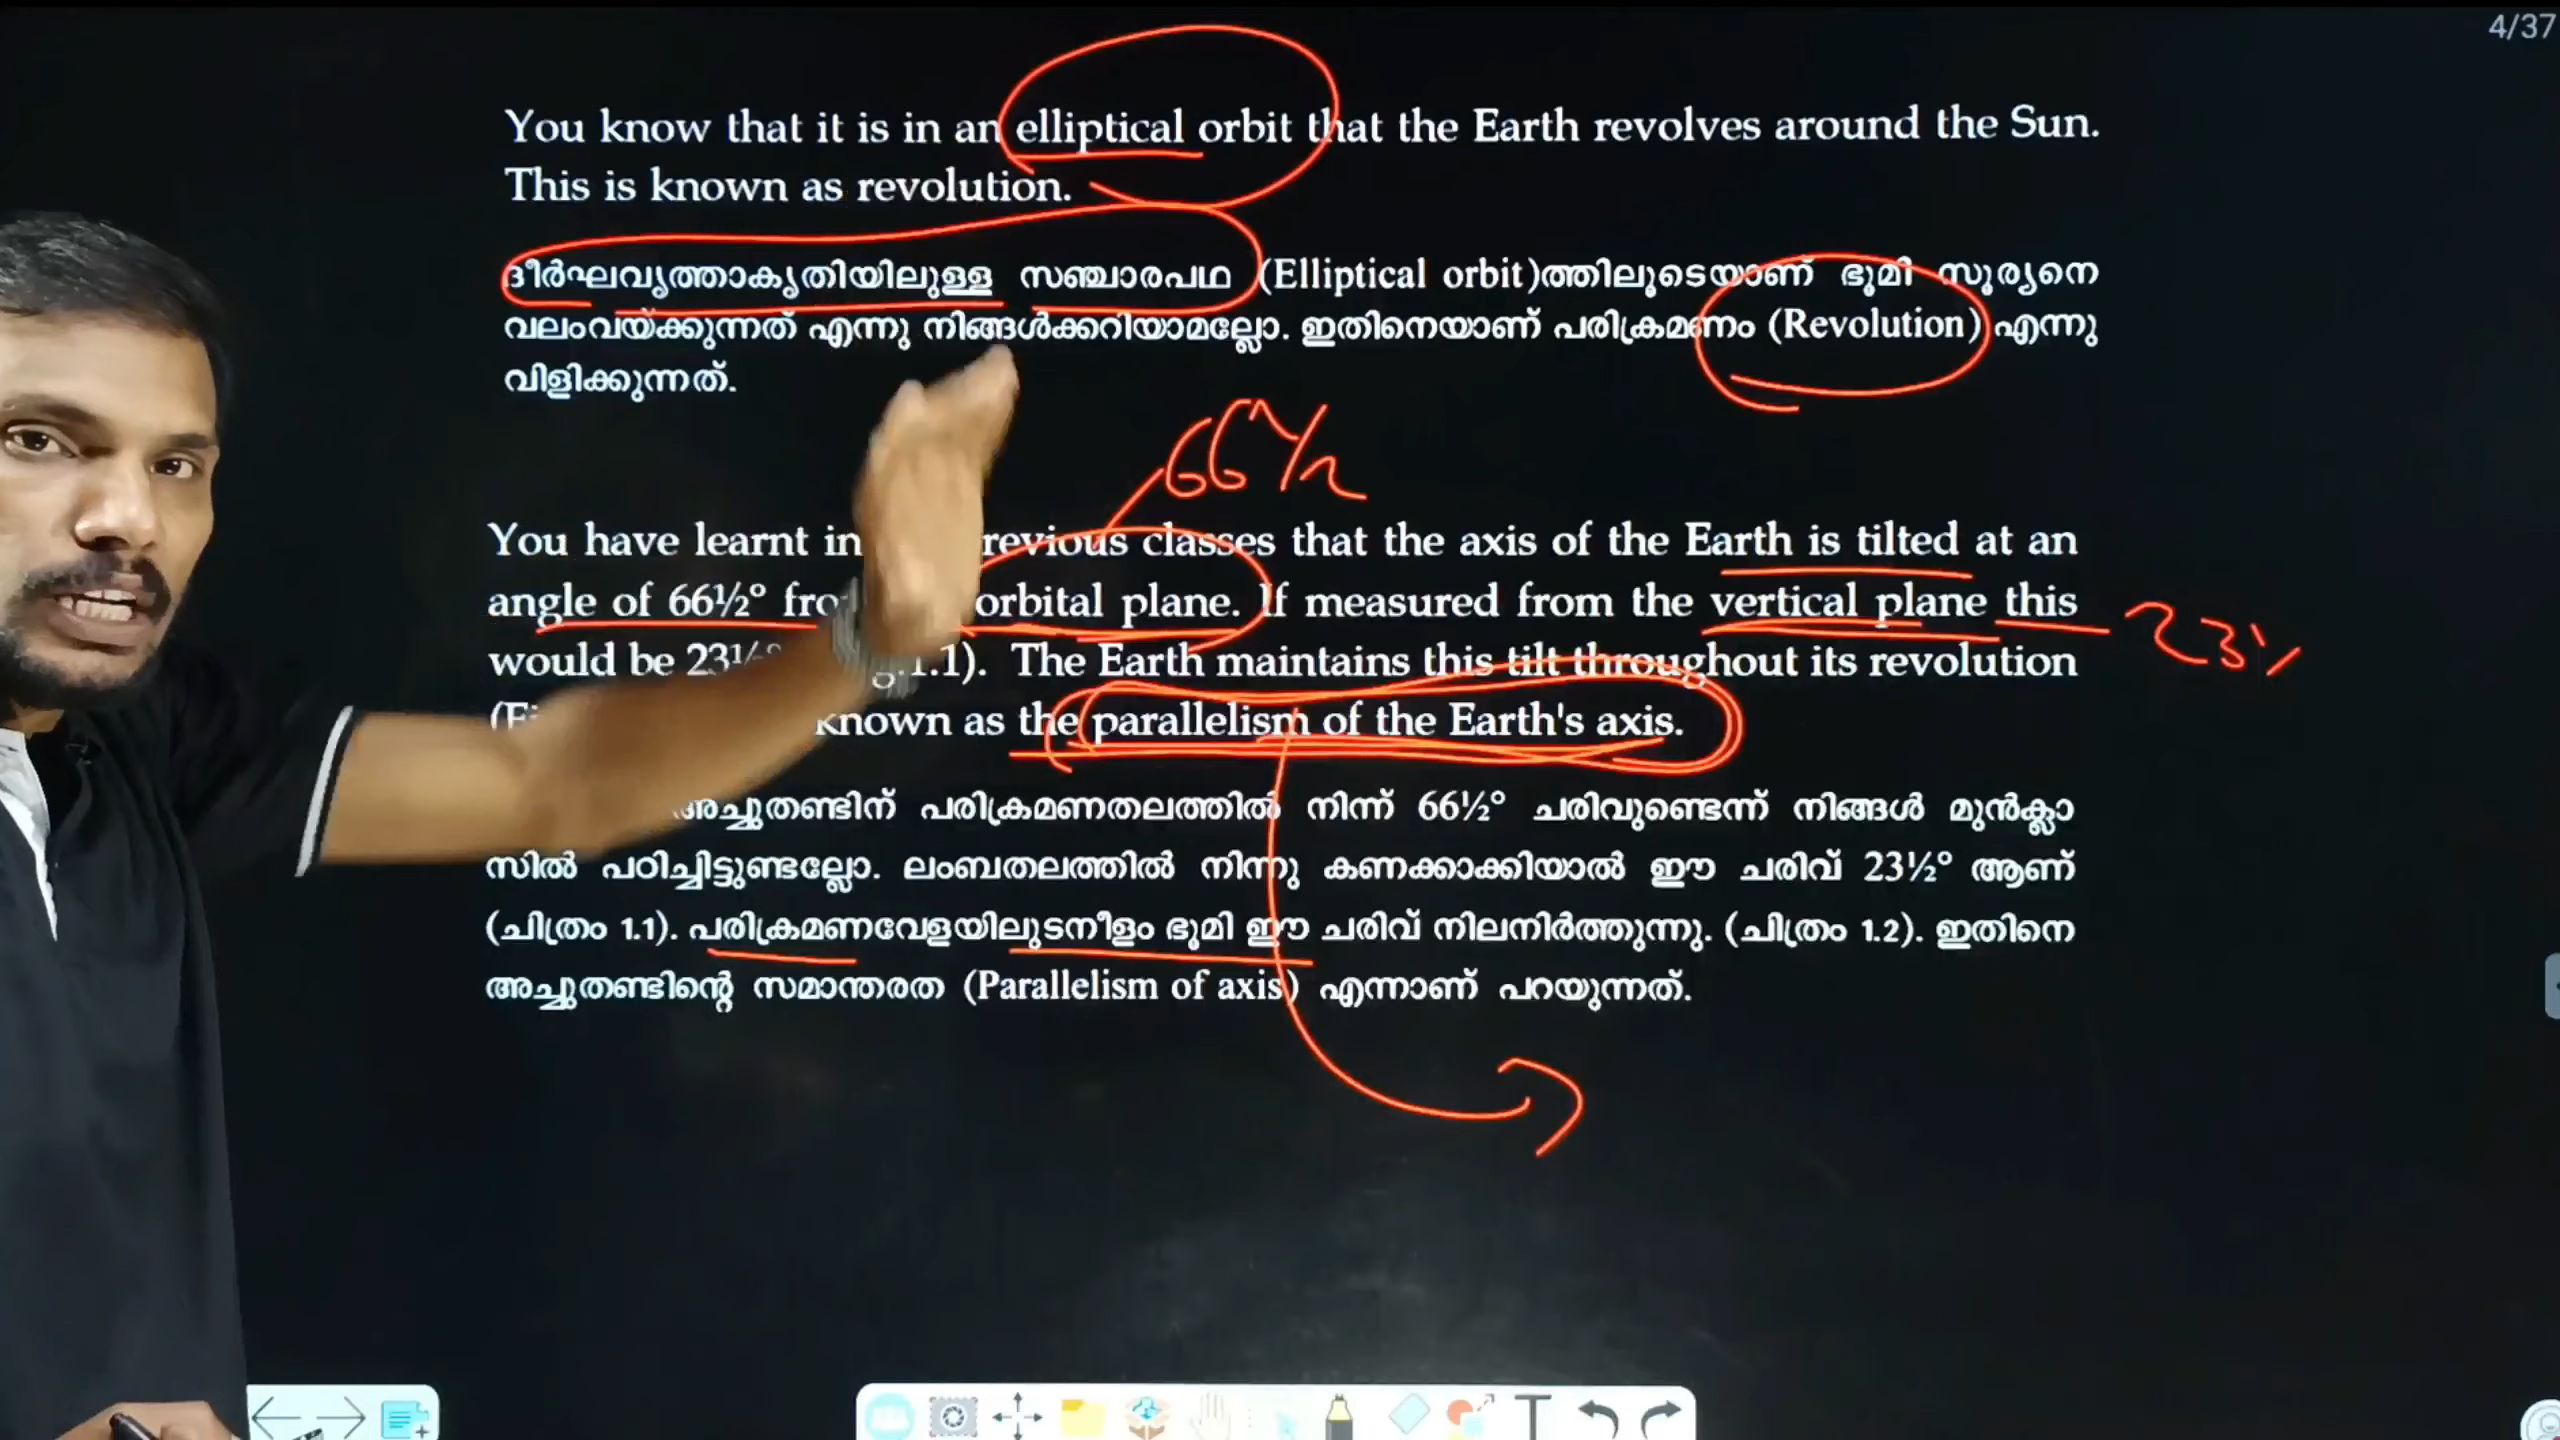 4/37
You know that it is in an elliptical orbit that the Earth revolves around the Sun.
This is known as revolution.
ദീർഘവൃത്താകൃതിയിലുള്ള സഞ്ചാരപഥ (Elliptical orbit)ത്തിലൂടെയാണ് ഭൂമി സൂര്യനെ
വലംവയ്ക്കുന്നത് എന്നു നിങ്ങൾക്കറിയാമല്ലോ. ഇതിനെയാണ് പരിക്രമണം (Revolution) എന്നു
വിളിക്കുന്നത്.
66½
You have learnt in revious classes that the axis of the Earth is tilted at an
angle of 66½° fro orbital plane. If measured from the vertical plane this
23½
would be 23½° g.1.1). The Earth maintains this tilt throughout its revolution
known as the parallelism of the Earth's axis.
അച്ചുതണ്ടിന് പരിക്രമണതലത്തിൽ നിന്ന് 66½° ചരിവുണ്ടെന്ന് നിങ്ങൾ മുൻക്ലാ
സിൽ പഠിച്ചിട്ടുണ്ടല്ലോ. ലംബതലത്തിൽ നിന്നു കണക്കാക്കിയാൽ ഈ ചരിവ് 23½° ആണ്
(ചിത്രം 1.1). പരിക്രമണവേളയിലുടനീളം ഭൂമി ഈ ചരിവ് നിലനിർത്തുന്നു. (ചിത്രം 1.2). ഇതിനെ
അച്ചുതണ്ടിന്റെ സമാന്തരത (Parallelism of axis) എന്നാണ് പറയുന്നത്.